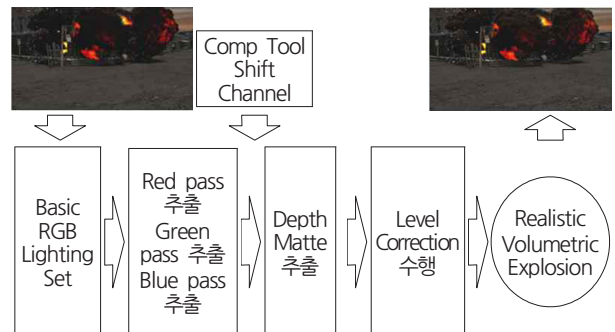 Comp Tool
Shift
Channel
Basic
RGB
Lighting
Set
Red pass
추출
Green
pass 추출
Blue pass
추출
Depth
Matte
추출
Level
Correction
수행
Realistic
Volumetric
Explosion